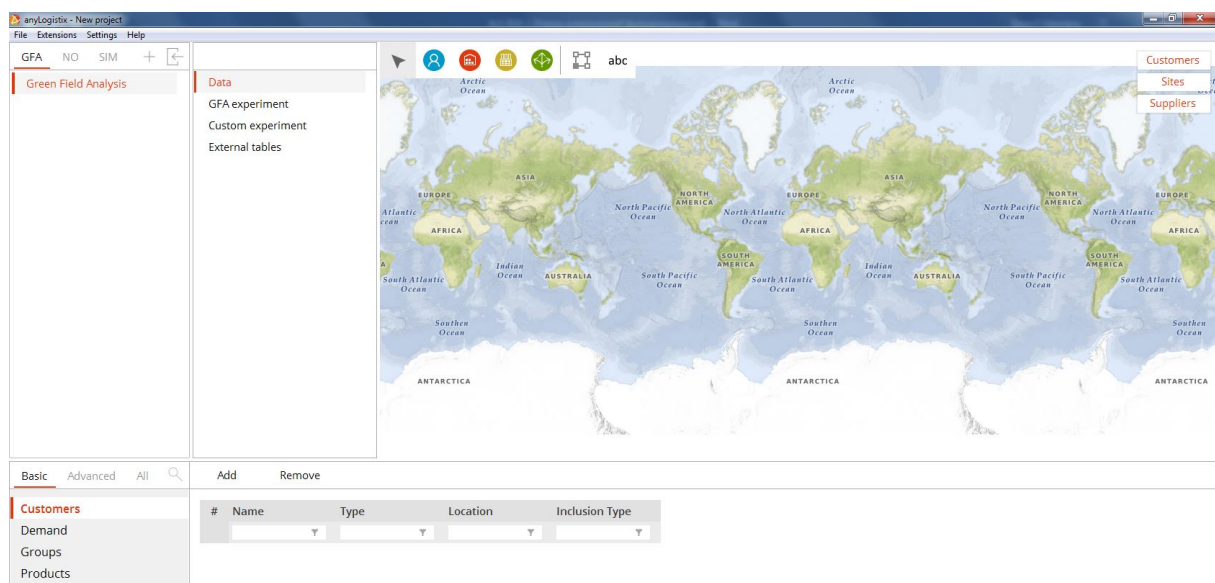 anyLogistix - New project
File Extensions Settings Help
GFA NO SIM
Green Field Analysis
Data
GFA experiment
Custom experiment
External tables
abc
Customers
Sites
Suppliers
Arctic
Ocean
Arctic
Ocean
ASIA
ASIA
EUROPE
NORTH
AMERICA
EUROPE
NORTH
AMERICA
EUROPE
Atlantic
North Pacific
Ocean
North Atlantic
Ocean
North Pacific
Ocean
North Atlantic
Ocean
AFRICA
AFRICA
AFRICA
SOUTH
AMERICA
SOUTH
AMERICA
Indian
Ocean
Indian
Ocean
South Atlantic
Ocean
AUSTRALIA
South Pacific
Ocean
South Atlantic
Ocean
AUSTRALIA
South Pacific
Ocean
South Atlantic
Ocean
Southen
Ocean
Southen
Ocean
Southen
Ocean
ANTARCTICA
ANTARCTICA
ANTARCTICA
Basic Advanced All
Add Remove
Customers
Demand
Groups
Products
# Name Type Location Inclusion Type